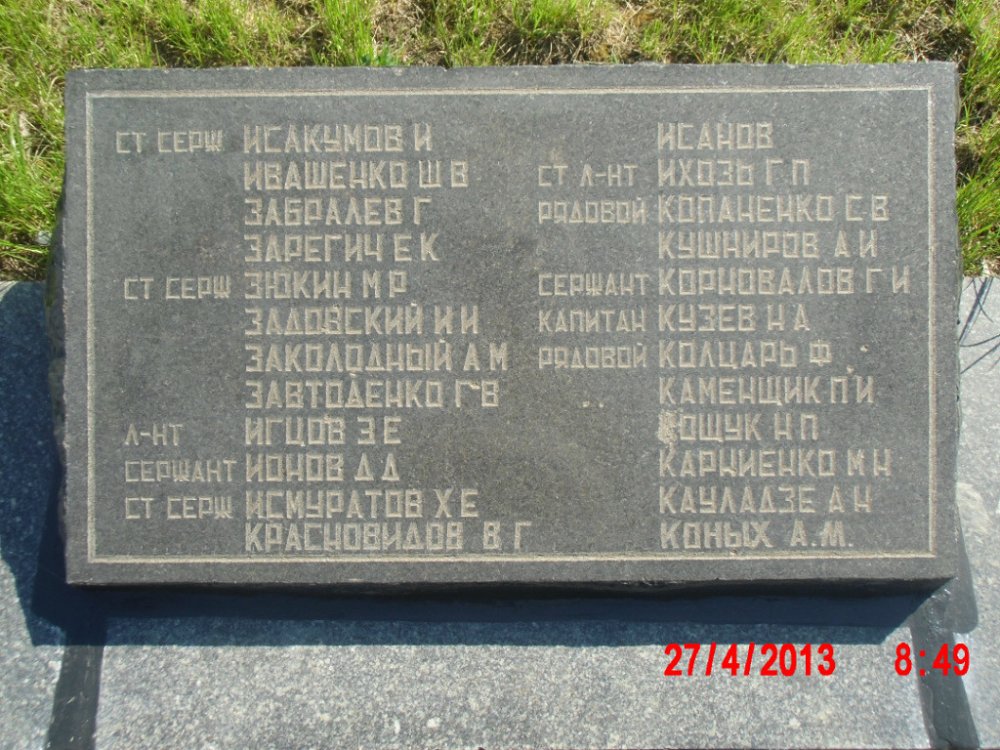 СТ СЕРЖ ИСАКУМОВ И
ИВАШЕНКО Ш В
ЗАБРАЛЕВ Г
ЗАРЕГИЧ Е К
СТ СЕРЖ ЗЮКИН М Р
ЗАДОВСКИЙ И И
ЗАКОЛОДНЫЙ А М
ЗАВТОДЕНКО Г В
Л-НТ ИГЦОВ З Е
СЕРЖАНТ ИОНОВ Д Д
СТ СЕРЖ ИСМУРАТОВ Х Е
КРАСНОВИДОВ В Г
ИСАНОВ
СТ Л-НТ ИХОЗЬ Г П
РЯДОВОЙ КОПАНЕНКО С В
КУШНИРОВ А И
СЕРЖАНТ КОРНОВАЛОВ Г И
КАПИТАН КУЗЕВ Н А
РЯДОВОЙ КОЛЦАРЬ Ф
КАМЕНЩИК П И
КОЩУК Н П
КАРНИЕНКО М Н
КАУЛАДЗЕ А Н
КОНЫХ А.М.
27/4/2013 8:49